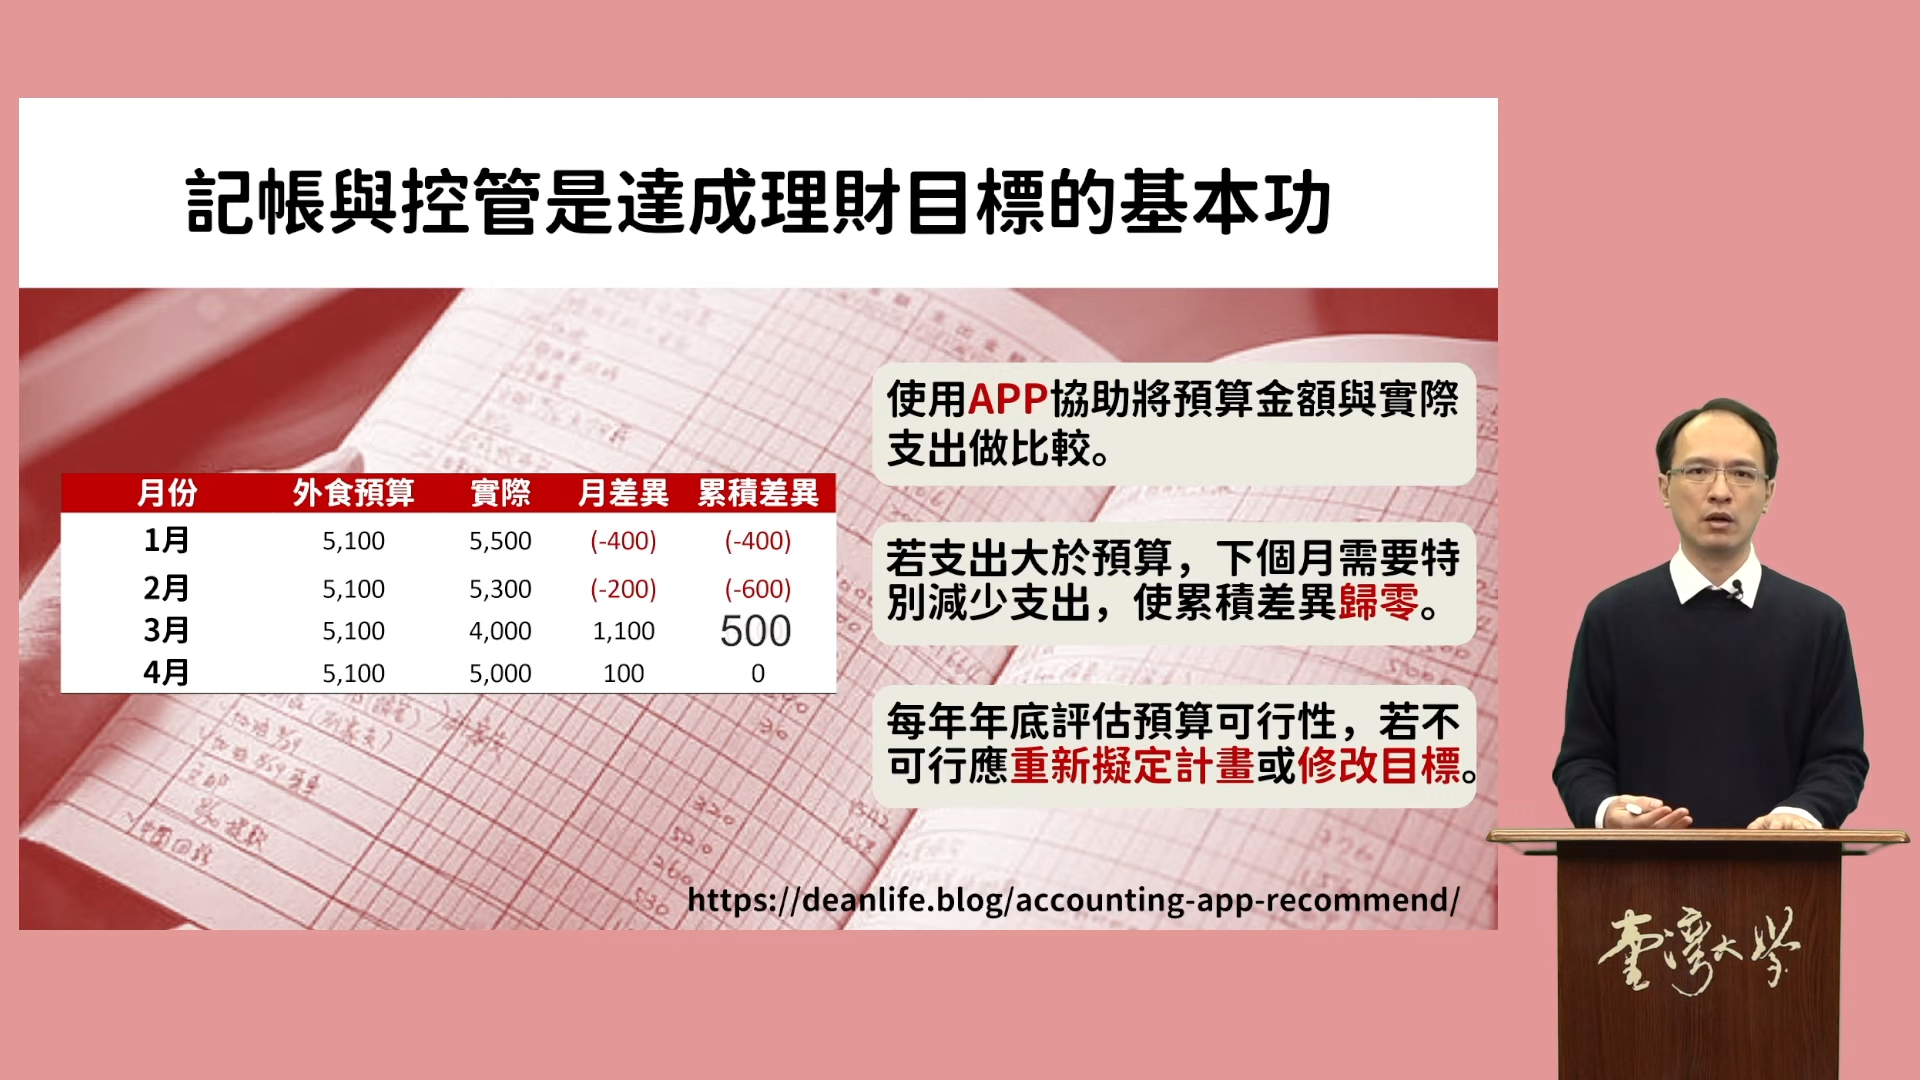 記帳與控管是達成理財目標的基本功
使用APP協助將預算金額與實際
支出做比較。
若支出大於預算，下個月需要特
別減少支出，使累積差異歸零。
每年年底評估預算可行性，若不
可行應重新擬定計畫或修改目標。
月份 外食預算 實際 月差異 累積差異
1月 5,100 5,500 (-400) (-400)
2月 5,100 5,300 (-200) (-600)
3月 5,100 4,000 1,100 500
4月 5,100 5,000 100 0
https://deanlife.blog/accounting-app-recommend/
臺灣大學